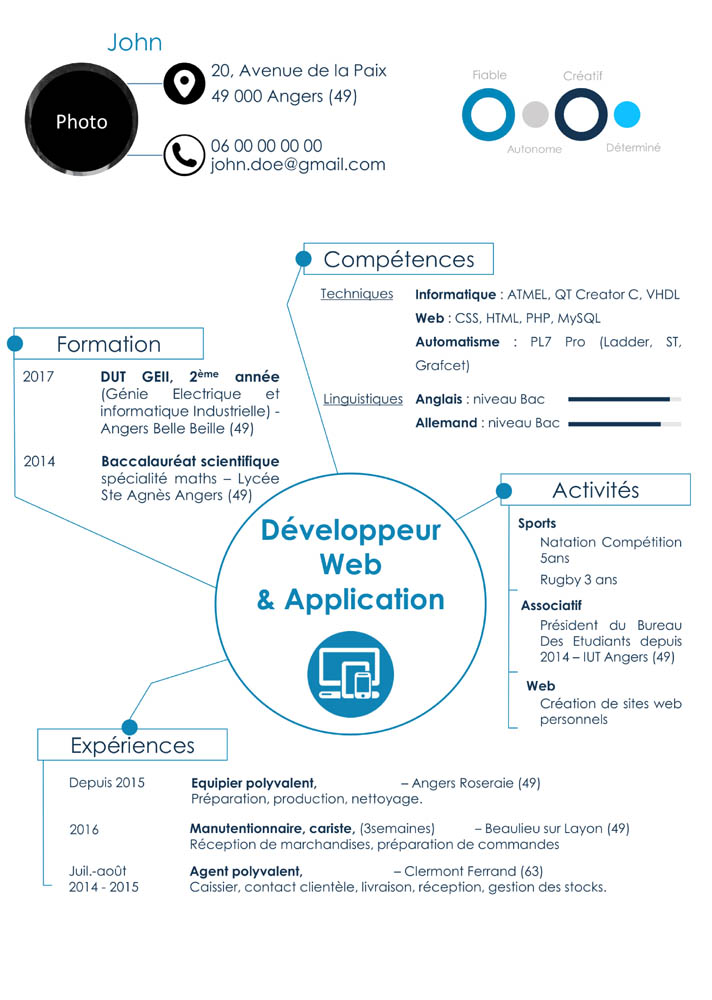 John
Photo
20, Avenue de la Paix
49 000 Angers (49)
06 00 00 00 00
john.doe@gmail.com
Fiable
Créatif
Autonome
Déterminé
Compétences
Techniques
Informatique : ATMEL, QT Creator C, VHDL
Web : CSS, HTML, PHP, MySQL
Automatisme : PL7 Pro (Ladder, ST,
Grafcet)
Linguistiques
Anglais : niveau Bac
Allemand : niveau Bac
Formation
2017
DUT GEII, 2ème année
(Génie Electrique et
informatique Industrielle) -
Angers Belle Beille (49)
2014
Baccalauréat scientifique
spécialité maths – Lycée
Ste Agnès Angers (49)
Développeur
Web
& Application
Activités
Sports
Natation Compétition
5ans
Rugby 3 ans
Associatif
Président du Bureau
Des Etudiants depuis
2014 – IUT Angers (49)
Web
Création de sites web
personnels
Expériences
Depuis 2015
Equipier polyvalent, – Angers Roseraie (49)
Préparation, production, nettoyage.
2016
Manutentionnaire, cariste, (3semaines) – Beaulieu sur Layon (49)
Réception de marchandises, préparation de commandes
Juil.-août
2014 - 2015
Agent polyvalent, – Clermont Ferrand (63)
Caissier, contact clientèle, livraison, réception, gestion des stocks.